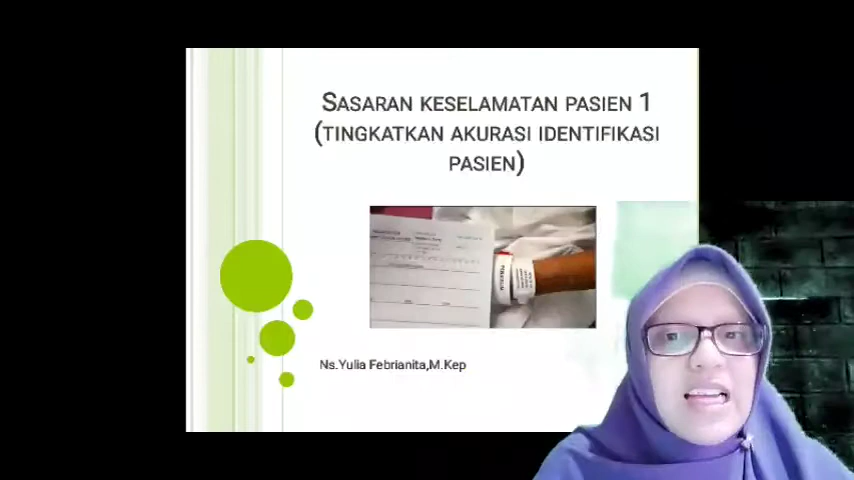 SASARAN KESELAMATAN PASIEN 1
(TINGKATKAN AKURASI IDENTIFIKASI
PASIEN)
Ns.Yulia Febrianita,M.Kep